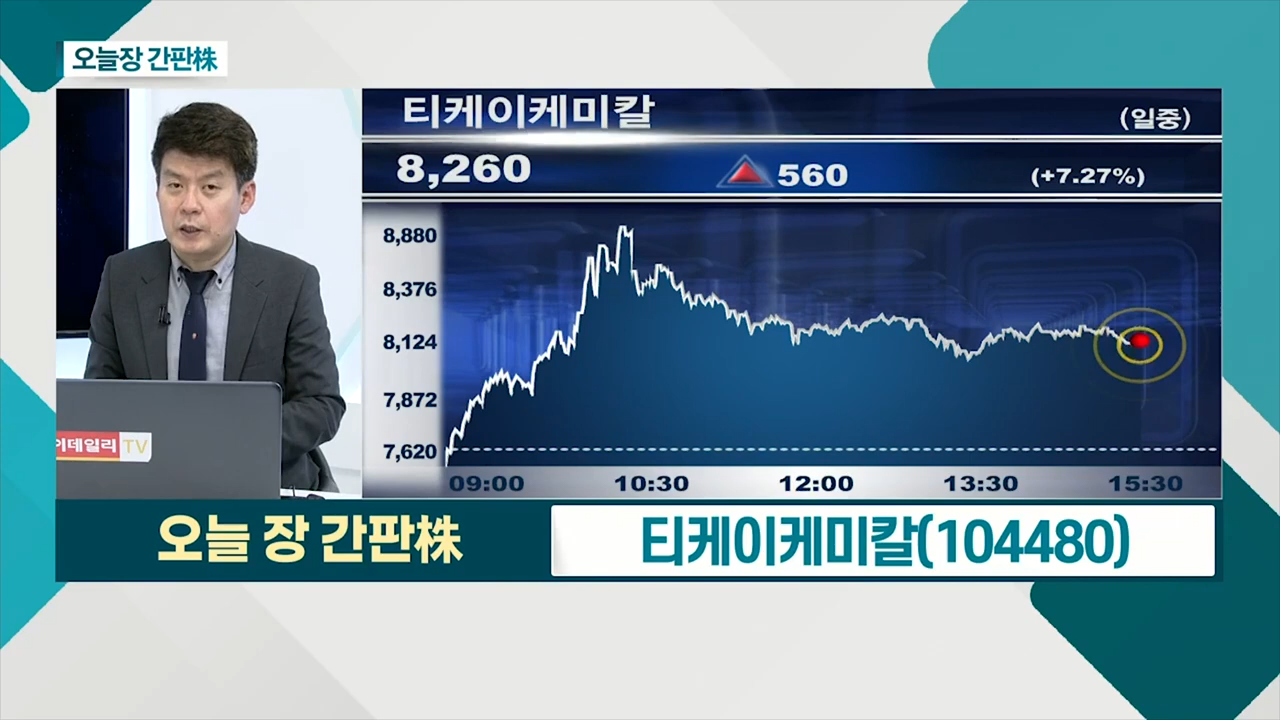 오늘장 간판株
티케이케미칼
(일중)
8,260
560
(+7.27%)
8,880
8,376
8,124
7,872
7,620
09:00
10:30
12:00
13:30
15:30
이데일리 TV
오늘 장 간판株
티케이케미칼(104480)